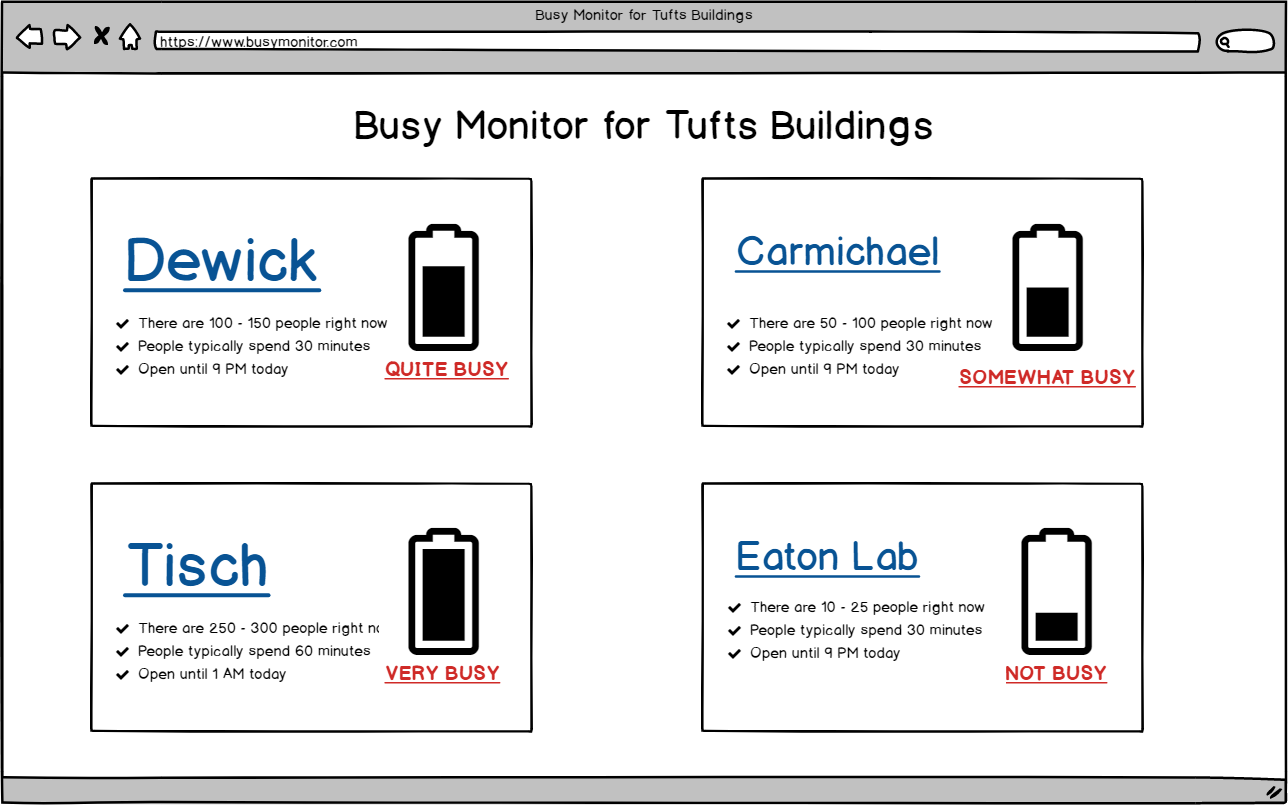 Busy Monitor for Tufts Buildings
https://www.busymonitor.com
Busy Monitor for Tufts Buildings
Dewick
There are 100 - 150 people right now
People typically spend 30 minutes
Open until 9 PM today
QUITE BUSY
Carmichael
There are 50 - 100 people right now
People typically spend 30 minutes
Open until 9 PM today
SOMEWHAT BUSY
Tisch
There are 250 - 300 people right
People typically spend 60 minutes
Open until 1 AM today
VERY BUSY
Eaton Lab
There are 10 - 25 people right now
People typically spend 30 minutes
Open until 9 PM today
NOT BUSY